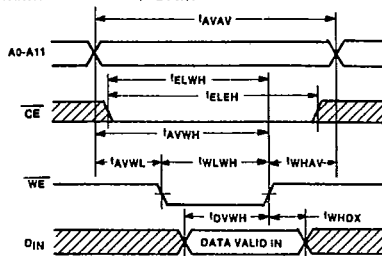 tAVAV
A0-A11
tELWH
tELEH
CE
tAVWH
tAVWL
tWLWH
tWHAV
WE
tDVWH
tWHDX
DIN
DATA VALID IN